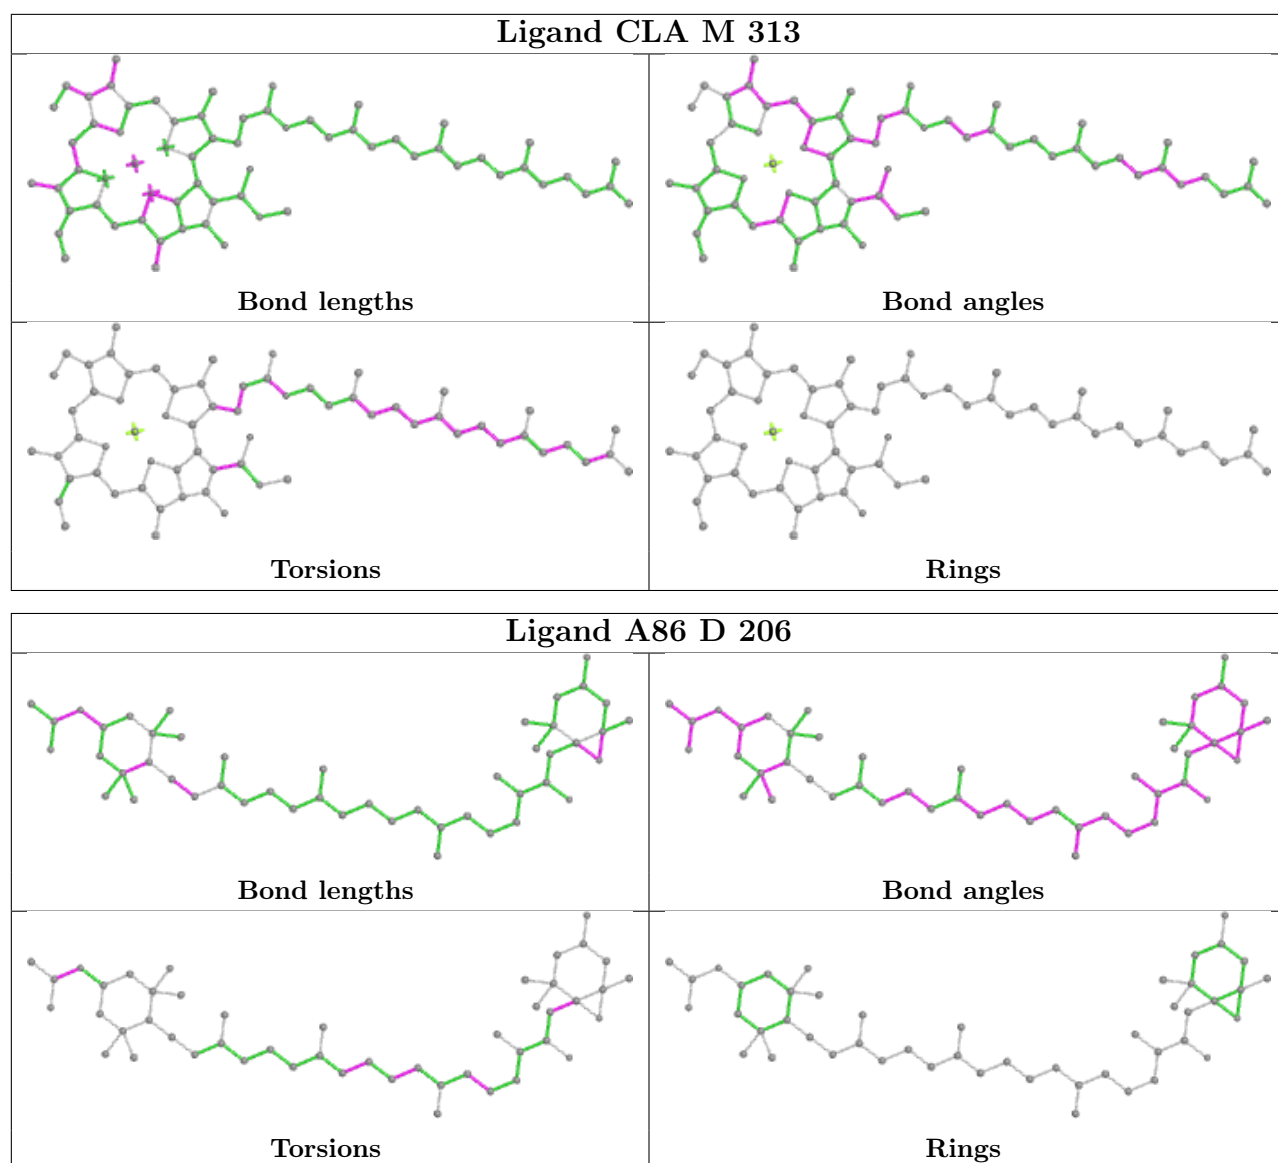 Ligand CLA M 313
Bond lengths
Bond angles
Torsions
Rings
Ligand A86 D 206
Bond lengths
Bond angles
Torsions
Rings